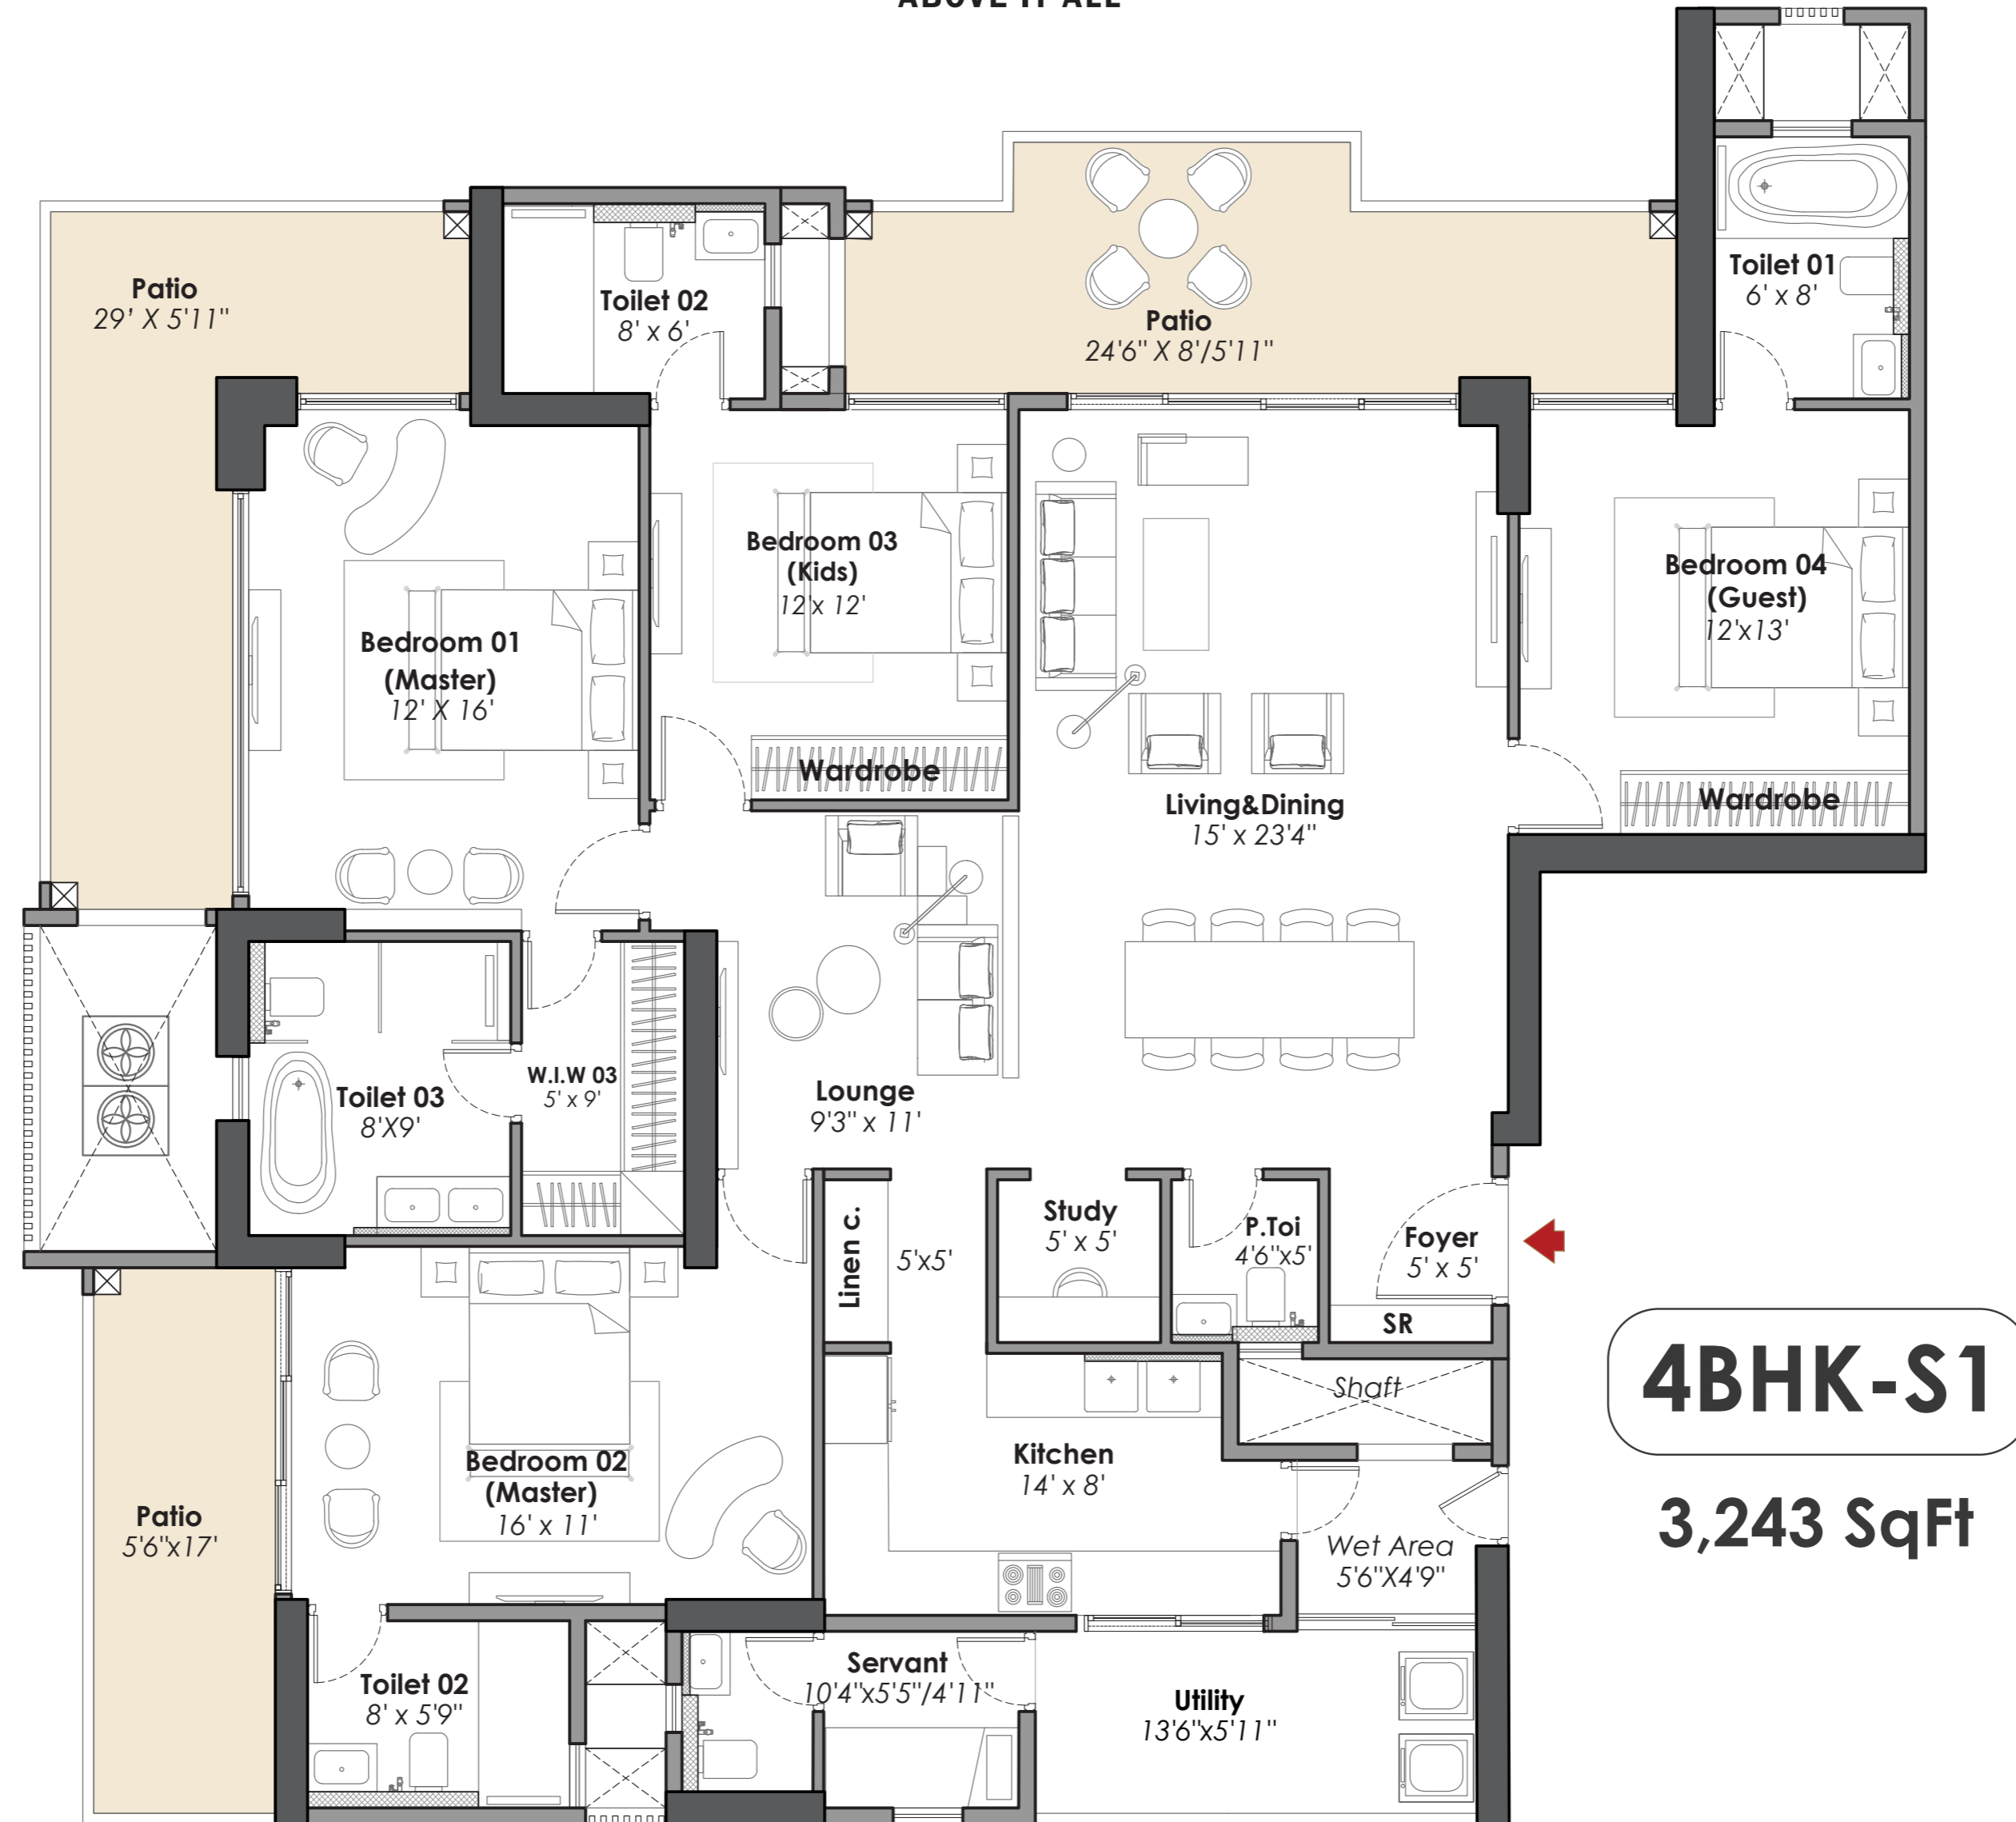 ABOVE IT ALL
Patio
29' X 5'11"
Toilet 02
8' x 6'
Patio
24'6" X 8'/5'11"
Toilet 01
6' x 8'
Bedroom 01
(Master)
12' X 16'
Bedroom 03
(Kids)
12'x 12'
Wardrobe
Living&Dining
15' x 23'4"
Bedroom 04
(Guest)
12'x13'
Wardrobe
Toilet 03
8'X9'
W.I.W 03
5' x 9'
Lounge
9'3" x 11'
Linen c.
5'x5'
Study
5' x 5'
P.Toi
4'6"x5'
Foyer
5' x 5'
SR
Shaft
4BHK-S1
3,243 SqFt
Patio
5'6"x17'
Bedroom 02
(Master)
16' x 11'
Kitchen
14' x 8'
Wet Area
5'6"X4'9"
Toilet 02
8' x 5'9"
Servant
10'4"x5'5"/4'11"
Utility
13'6"x5'11"